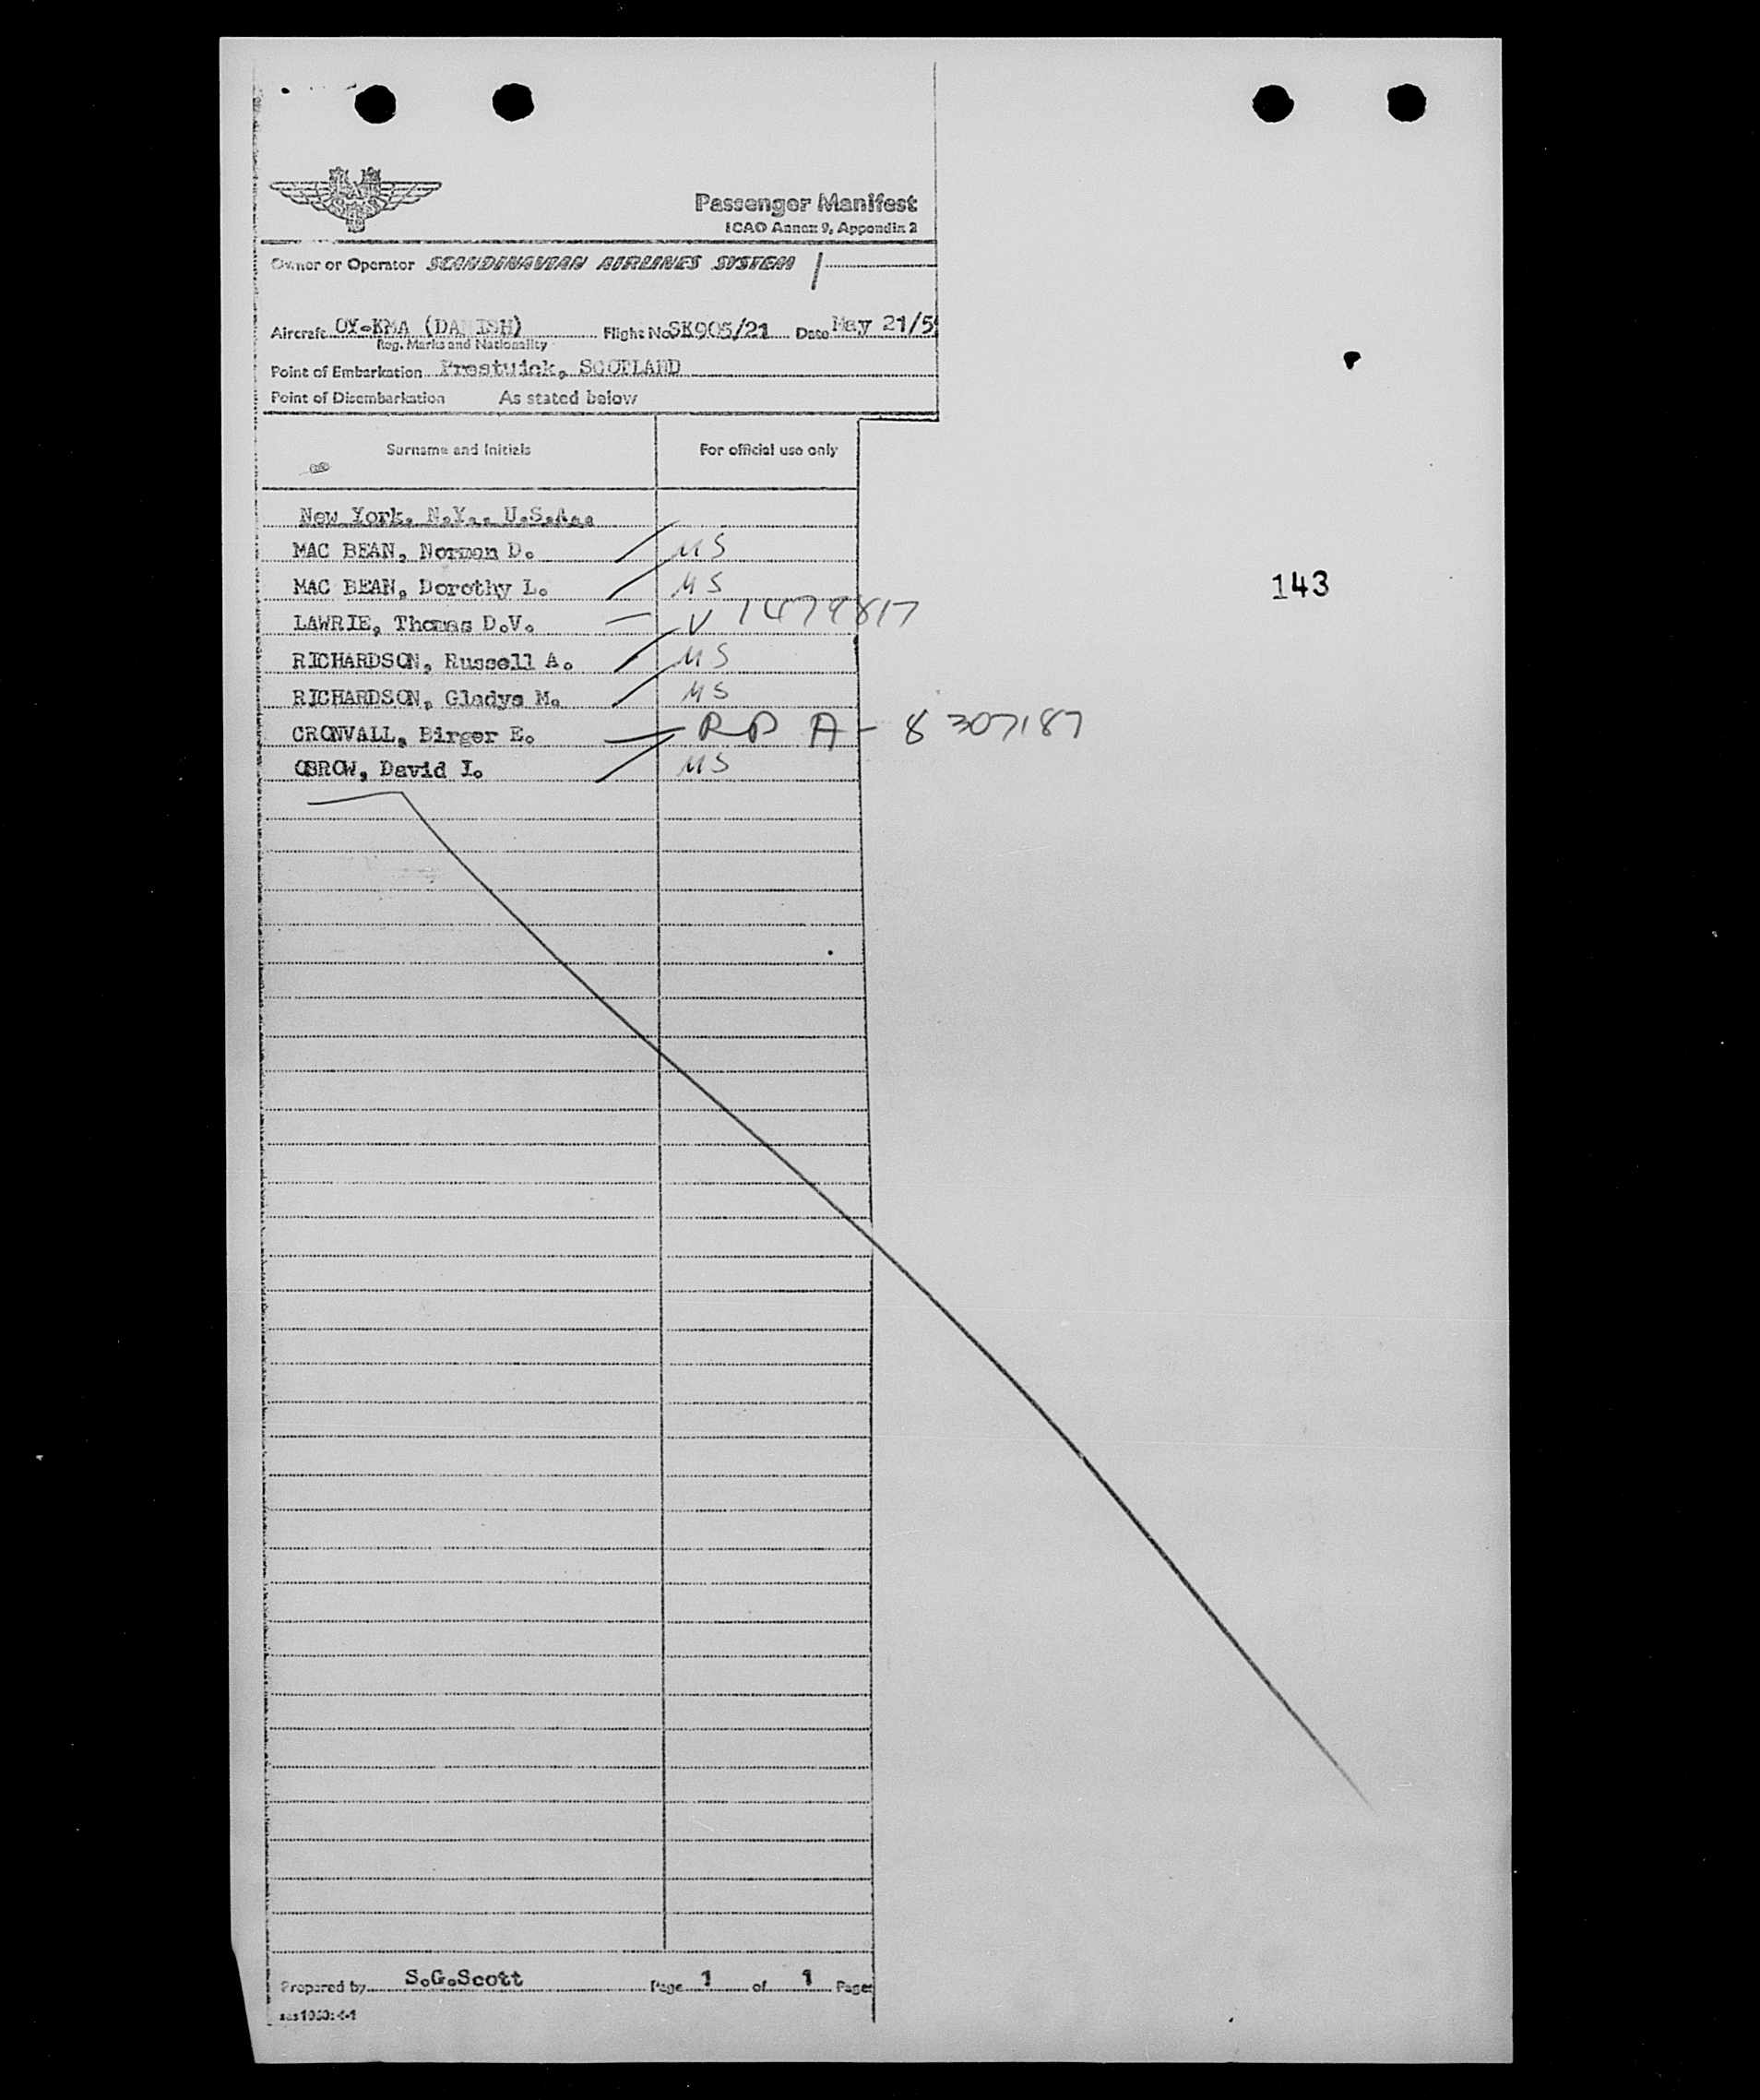 Passenger Manifest
ICAO Annex 9, Appendix 2
Owner or Operator SCANDINAVIAN AIRLINES SYSTEM
Aircraft OY-KMA (DANISH) Flight No SK905/21 Date May 21/5
Reg. Marks and Nationality
Point of Embarkation Prestwick, SCOTLAND
Point of Disembarkation As stated below
Surname and Initials For official use only
New York, N.Y., U.S.A.:
MAC BEAN, Norman D. MS
MAC BEAN, Dorothy L. MS
143
LAWRIE, Thomas D.V. V
RICHARDSON, Russell A. MS
RICHARDSON, Gladys M. MS
CRONVALL, Birger E. RP A-8 307187
OBROW, David I. MS
Prepared by S.G.Scott Page 1 of 1 Pages